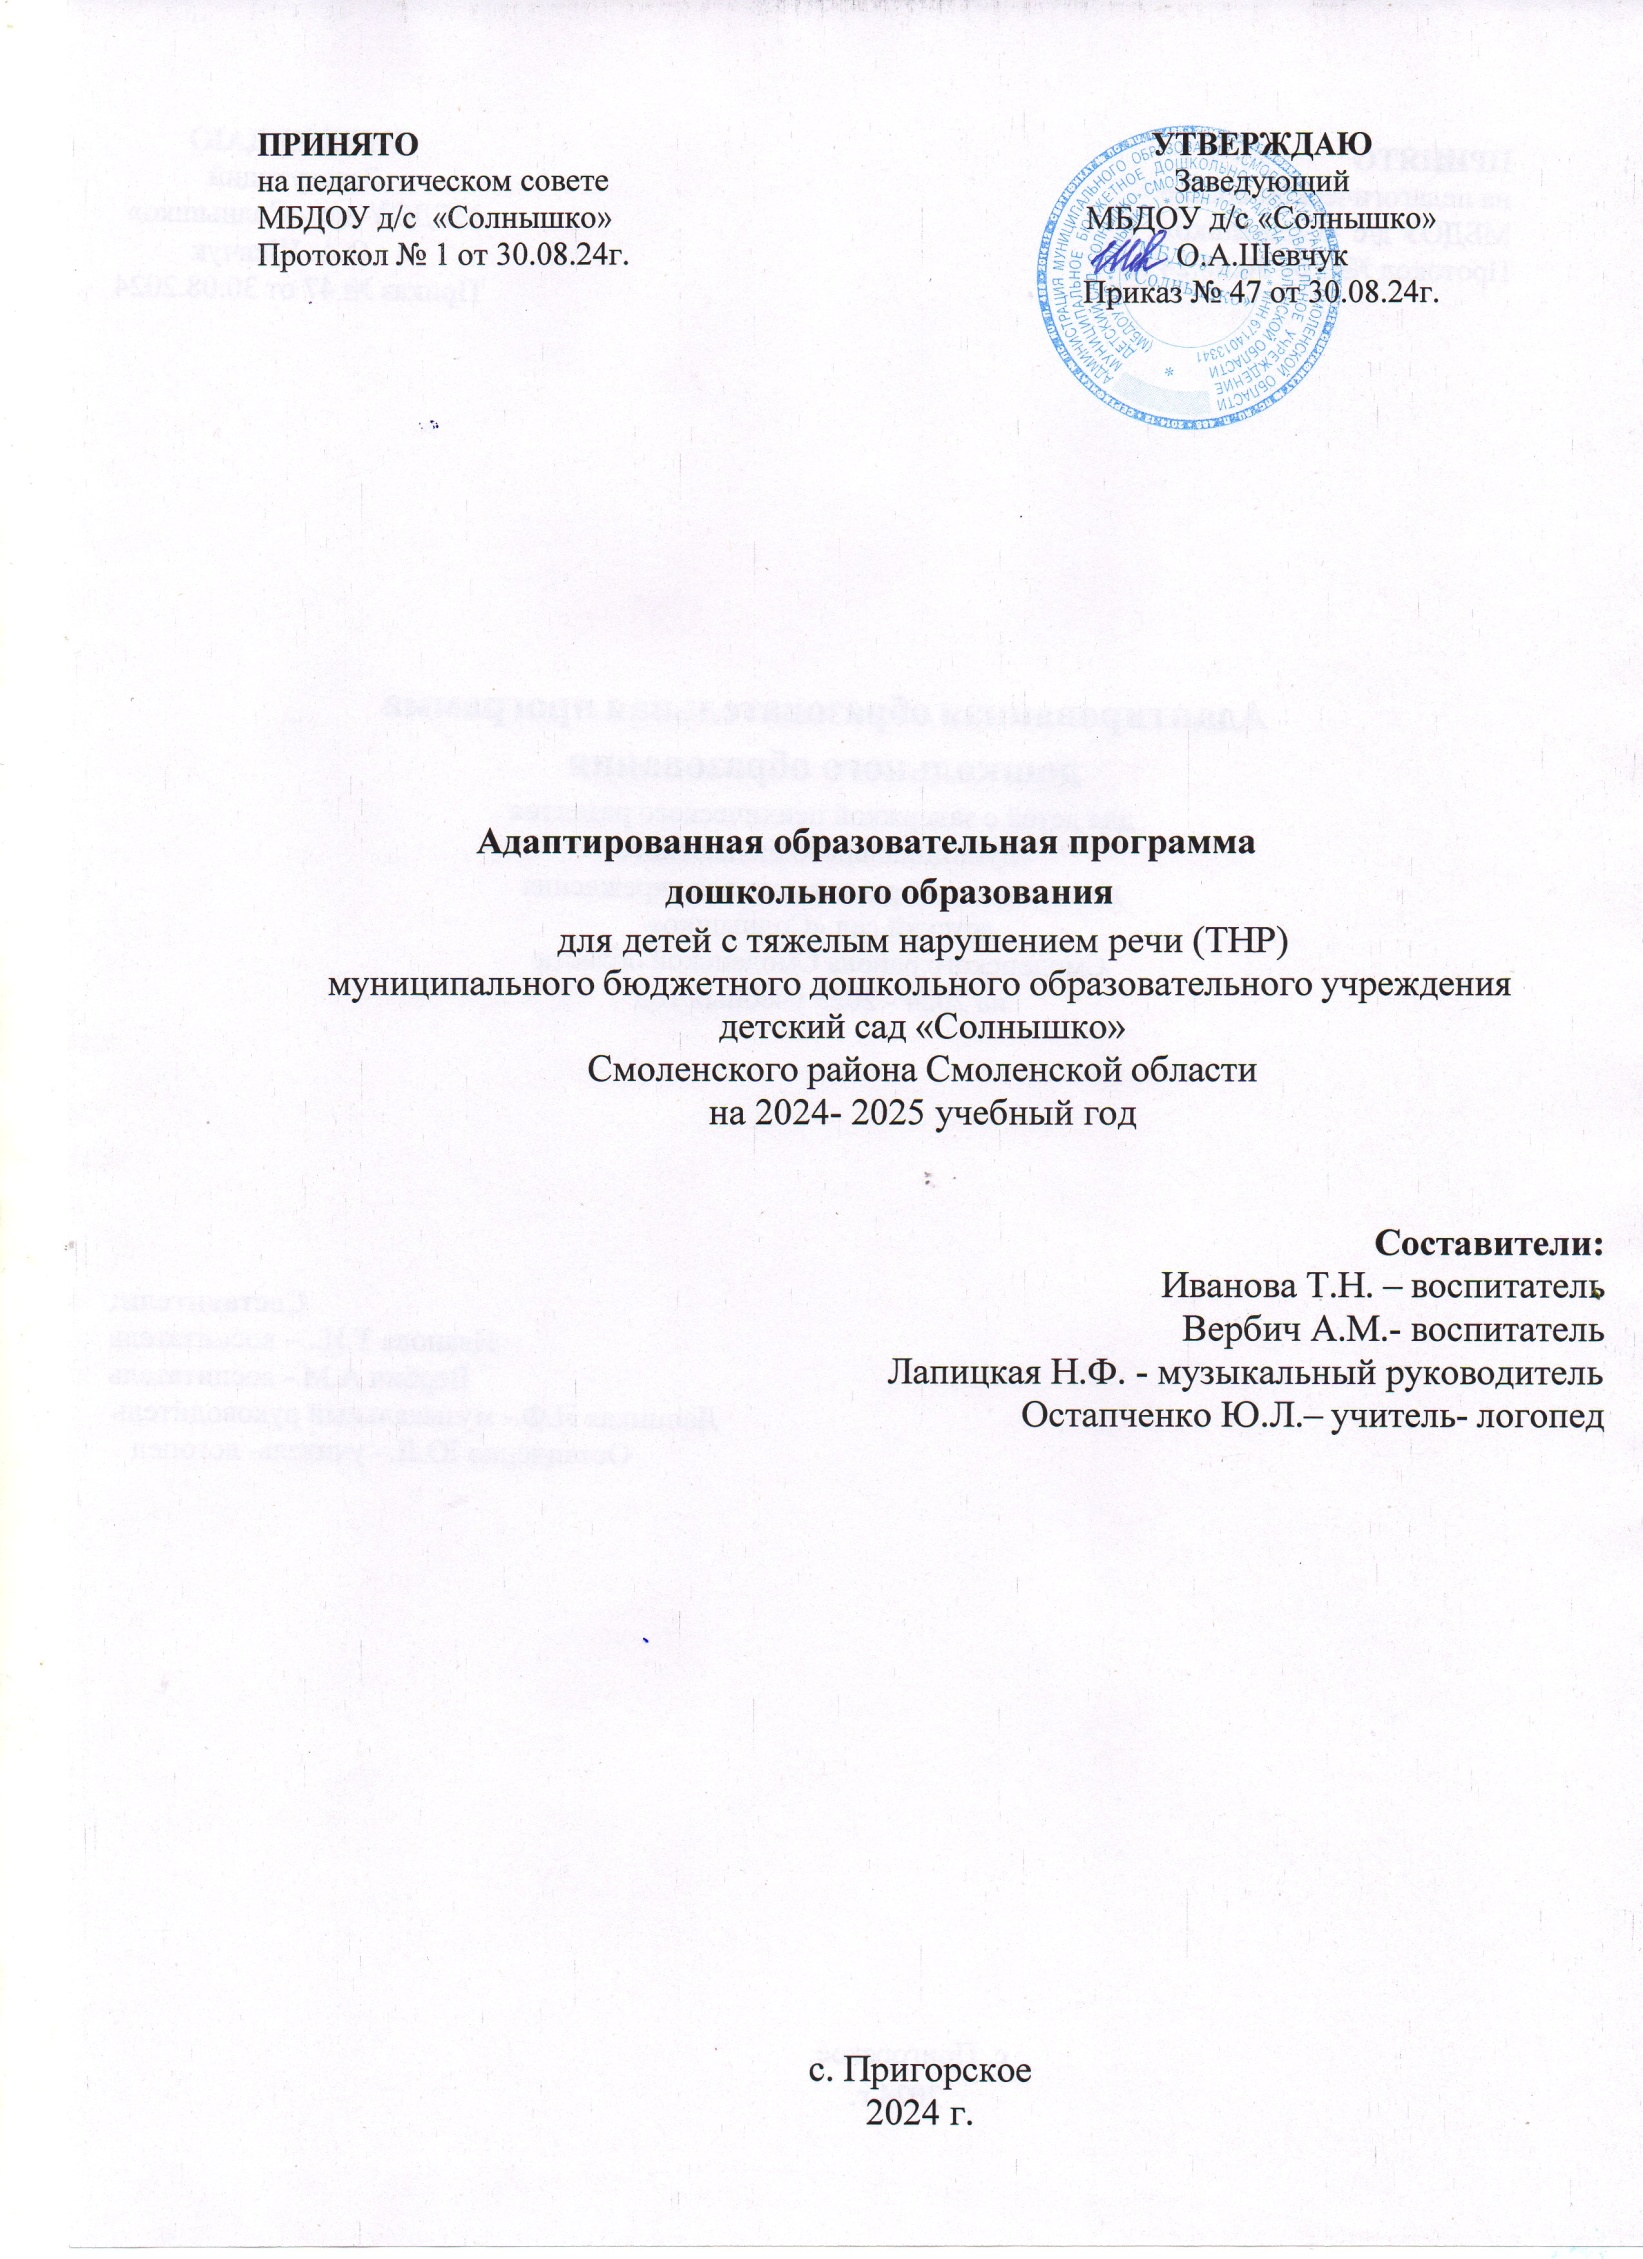 ПРИНЯТО
на педагогическом совете
МБДОУ д/с «Солнышко»
Протокол № 1 от 30.08.24г.
УТВЕРЖДАЮ
Заведующий
МБДОУ д/с «Солнышко»
О.А.Шевчук
Приказ № 47 от 30.08.24г.
Адаптированная образовательная программа
дошкольного образования
для детей с тяжелым нарушением речи (ТНР)
муниципального бюджетного дошкольного образовательного учреждения
детский сад «Солнышко»
Смоленского района Смоленской области
на 2024- 2025 учебный год
Составители:
Иванова Т.Н. – воспитатель
Вербич А.М.- воспитатель
Лапицкая Н.Ф. - музыкальный руководитель
Остапченко Ю.Л.– учитель- логопед
с. Пригорское
2024 г.